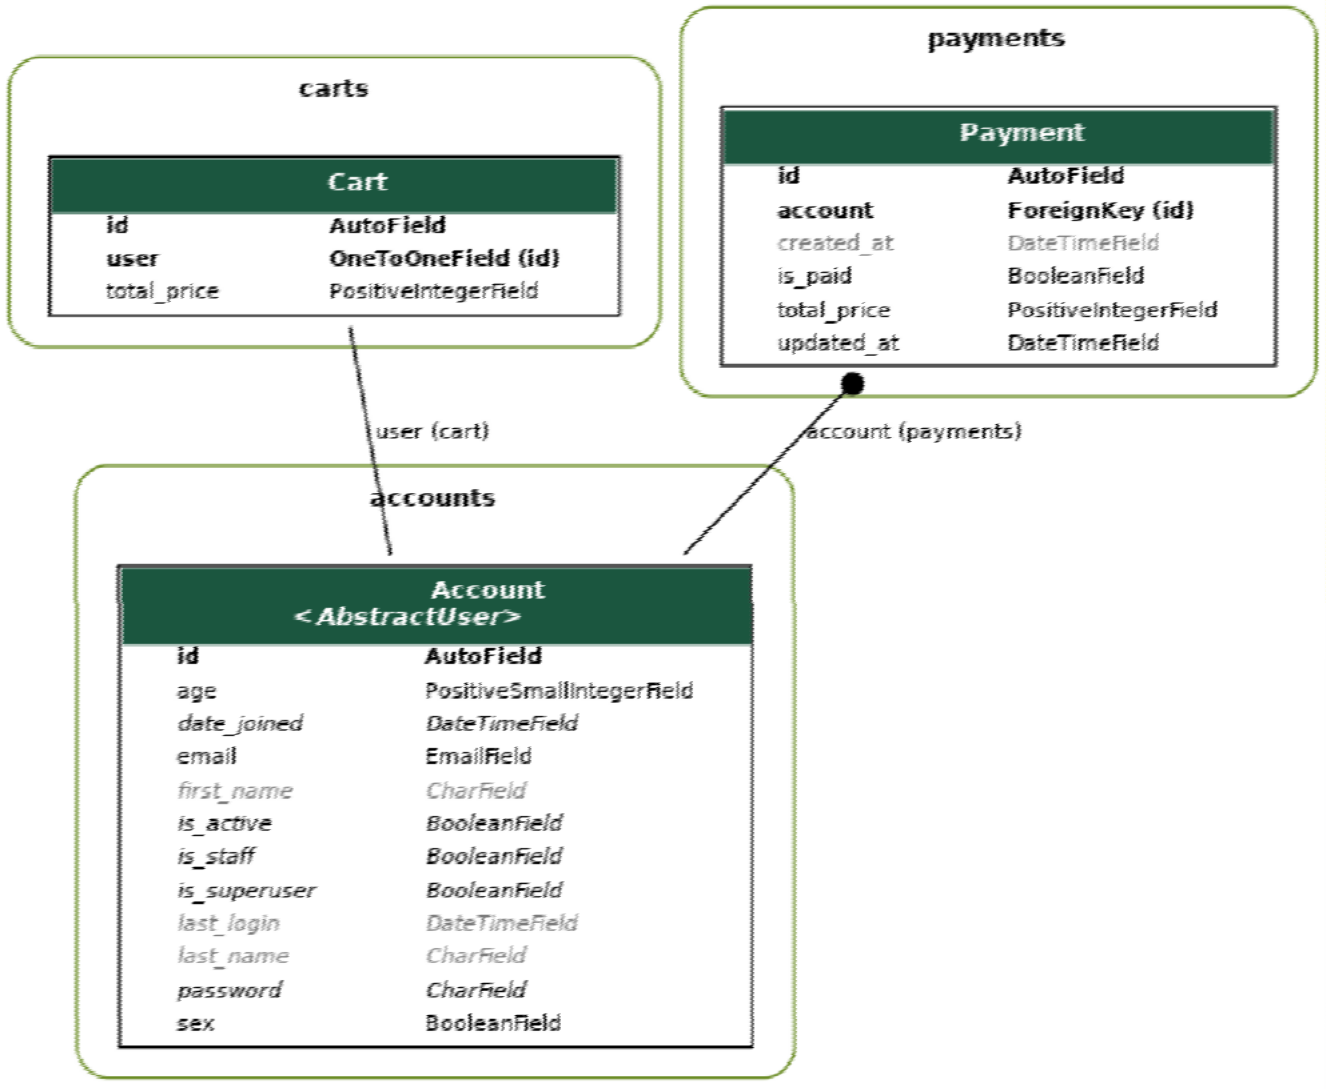 carts
Cart
id AutoField
user OneToOneField (id)
total_price PositiveIntegerField
payments
Payment
id AutoField
account ForeignKey (id)
created_at DateTimeField
is_paid BooleanField
total_price PositiveIntegerField
updated_at DateTimeField
user (cart)
account (payments)
accounts
Account
<AbstractUser>
id AutoField
age PositiveSmallIntegerField
date_joined DateTimeField
email EmailField
first_name CharField
is_active BooleanField
is_staff BooleanField
is_superuser BooleanField
last_login DateTimeField
last_name CharField
password CharField
sex BooleanField